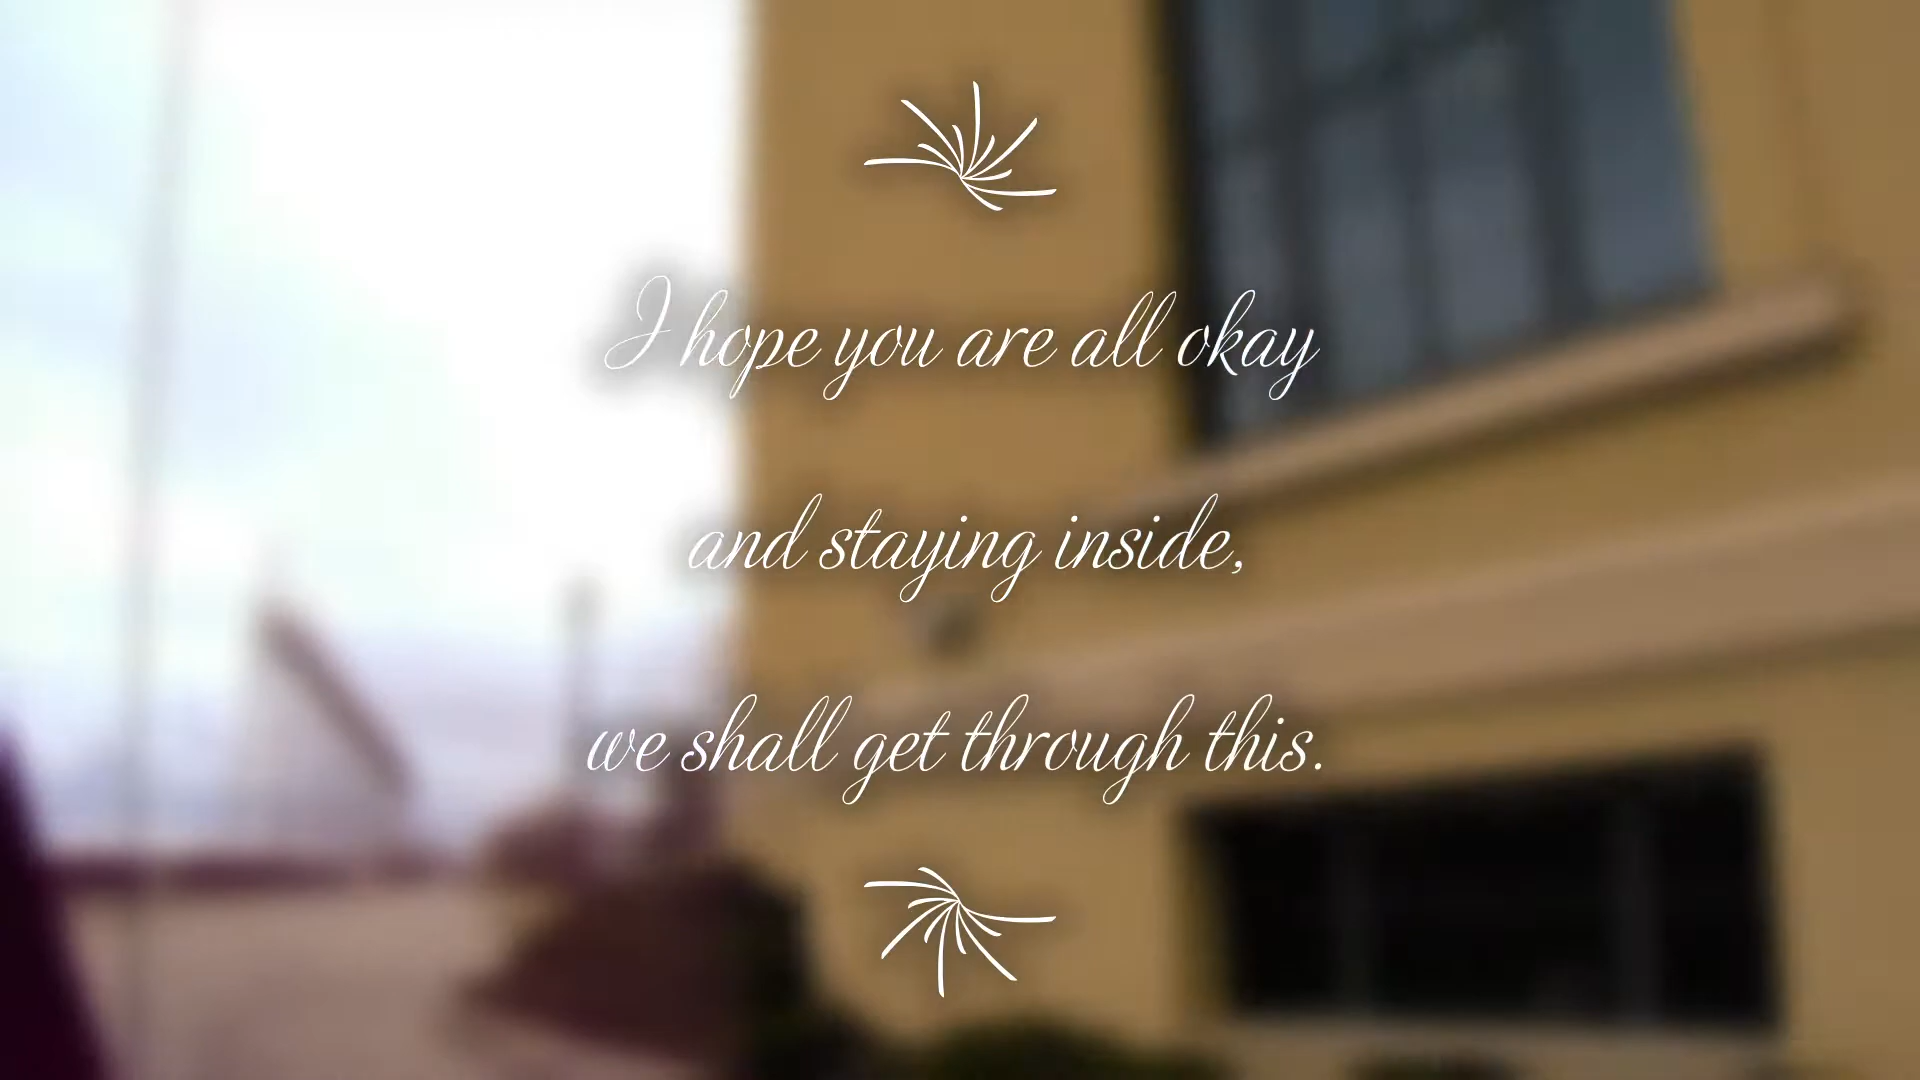 I hope you are all okay
and staying inside,
we shall get through this.